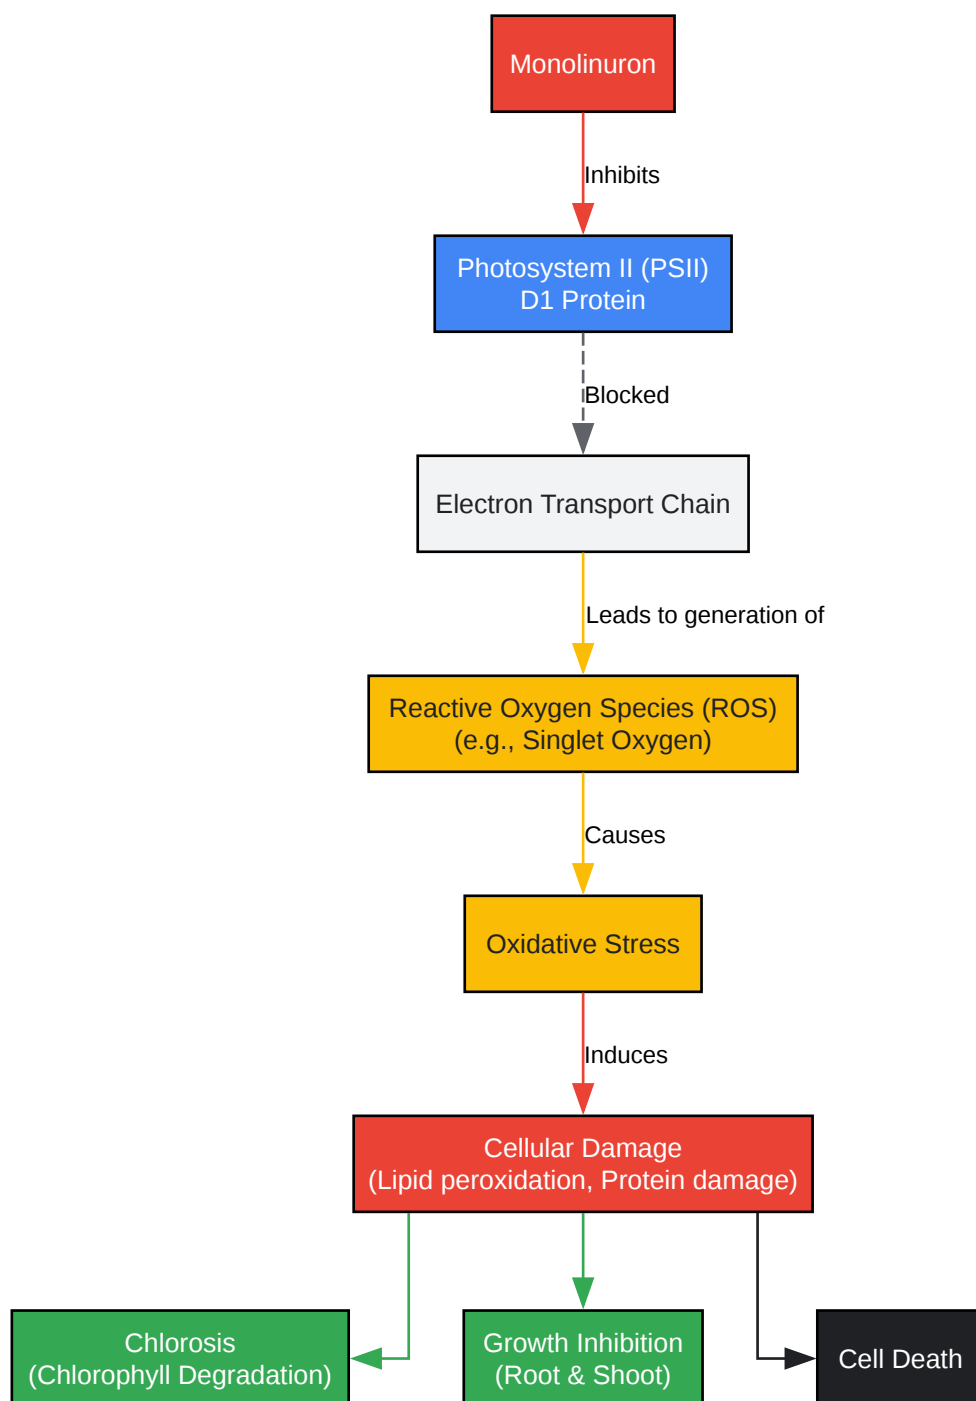 Monolinuron
Inhibits
Photosystem II (PSII)
D1 Protein
Blocked
Electron Transport Chain
Leads to generation of
Reactive Oxygen Species (ROS)
(e.g., Singlet Oxygen)
Causes
Oxidative Stress
Induces
Cellular Damage
(Lipid peroxidation, Protein damage)
Chlorosis
(Chlorophyll Degradation)
Growth Inhibition
(Root & Shoot)
Cell Death